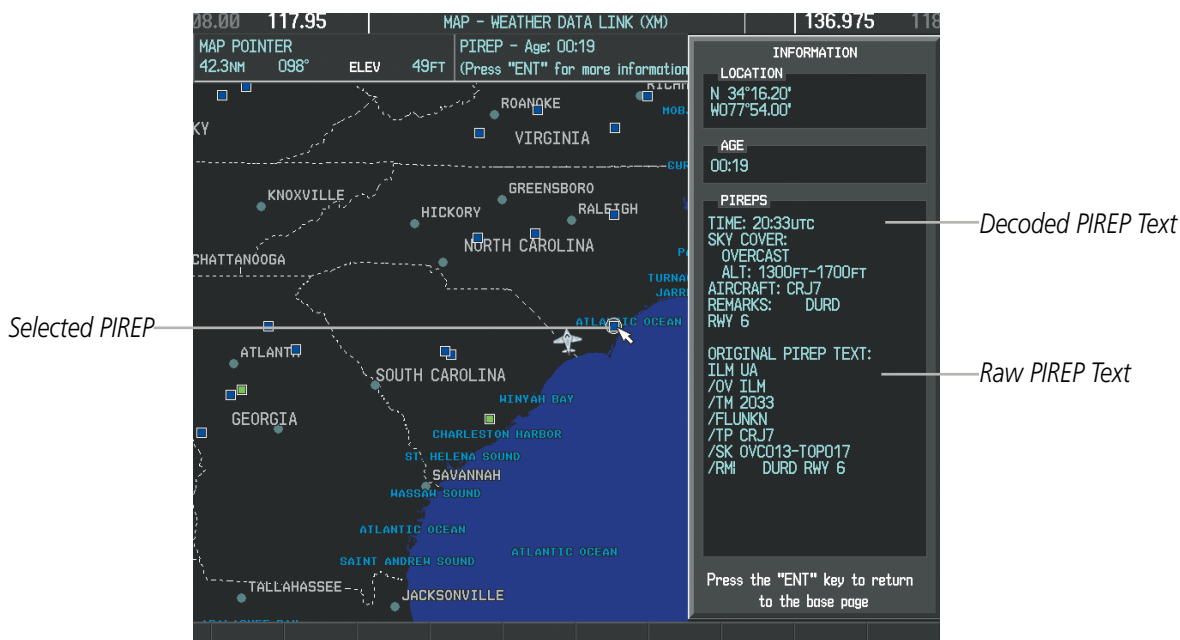 117.95
MAP - WEATHER DATA LINK (XM)
136.975
118
MAP POINTER
42.3NM 098° ELEV 49FT
PIREP - Age: 00:19
(Press "ENT" for more information
INFORMATION
LOCATION
N 34°16.20'
W077°54.00'
AGE
00:19
PIREPS
TIME: 20:33UTC
SKY COVER:
OVERCAST
ALT: 1300FT-1700FT
AIRCRAFT: CRJ7
REMARKS: DURD
RWY 6
ORIGINAL PIREP TEXT:
ILM UA
/OV ILM
/TM 2033
/FLUNKN
/TP CRJ7
/SK OVC013-TOP017
/RM DURD RWY 6
Press the "ENT" key to return
to the base page
Decoded PIREP Text
Raw PIREP Text
Selected PIREP
ROANOKE
VIRGINIA
KY
KNOXVILLE
GREENSBORO
HICKORY
RALEIGH
NORTH CAROLINA
CHATTANOOGA
ATLANTIC OCEAN
ATLANTA
SOUTH CAROLINA
WINYAH BAY
GEORGIA
CHARLESTON HARBOR
ST HELENA SOUND
SAVANNAH
WASSAW SOUND
ATLANTIC OCEAN
ATLANTIC OCEAN
SAINT ANDREW SOUND
TALLAHASSEE
JACKSONVILLE